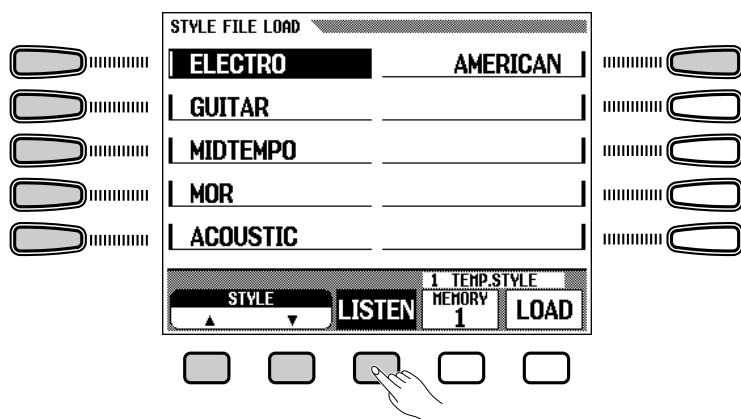 STYLE FILE LOAD
ELECTRO AMERICAN
GUITAR
MIDTEMPO
MOR
ACOUSTIC
1 TEMP.STYLE
STYLE
▲ ▼
LISTEN
MEMORY
1
LOAD